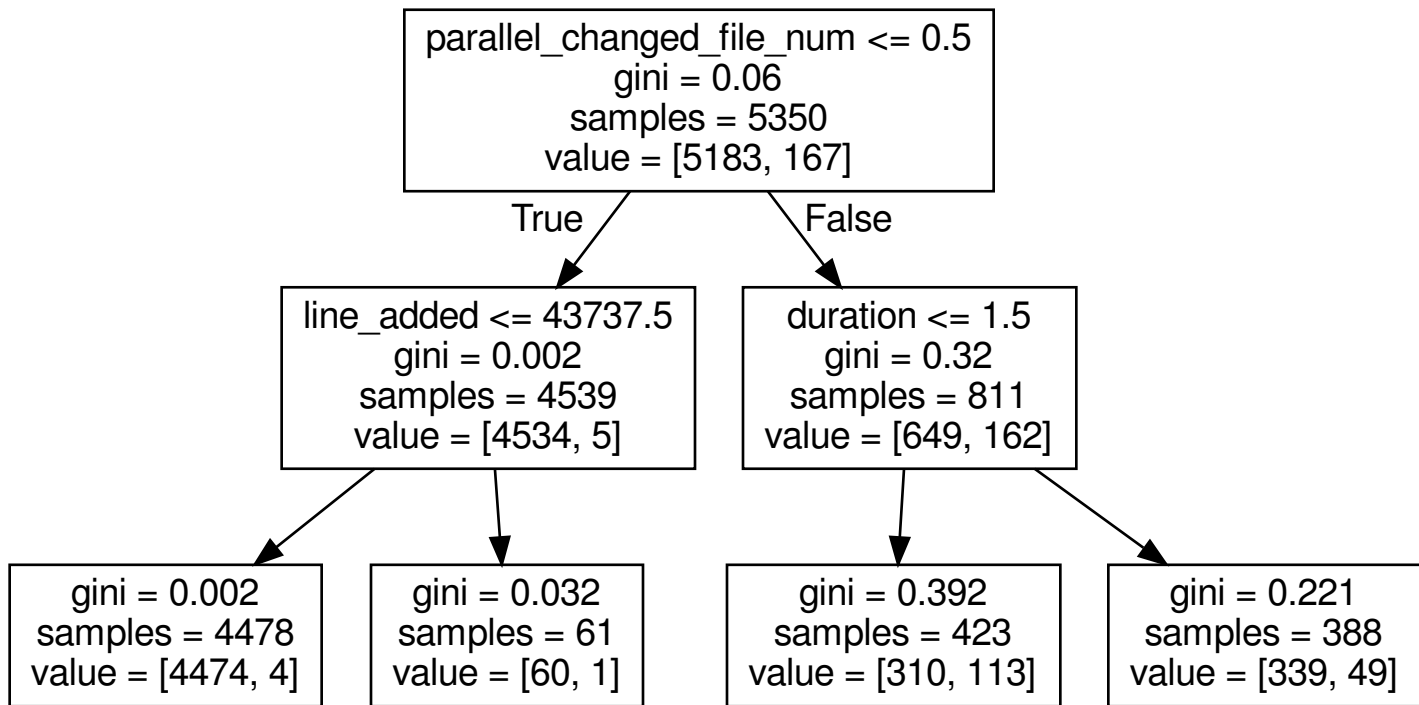 parallel_changed_file_num <= 0.5
gini = 0.06
samples = 5350
value = [5183, 167]
True
False
line_added <= 43737.5
gini = 0.002
samples = 4539
value = [4534, 5]
duration <= 1.5
gini = 0.32
samples = 811
value = [649, 162]
gini = 0.002
samples = 4478
value = [4474, 4]
gini = 0.032
samples = 61
value = [60, 1]
gini = 0.392
samples = 423
value = [310, 113]
gini = 0.221
samples = 388
value = [339, 49]